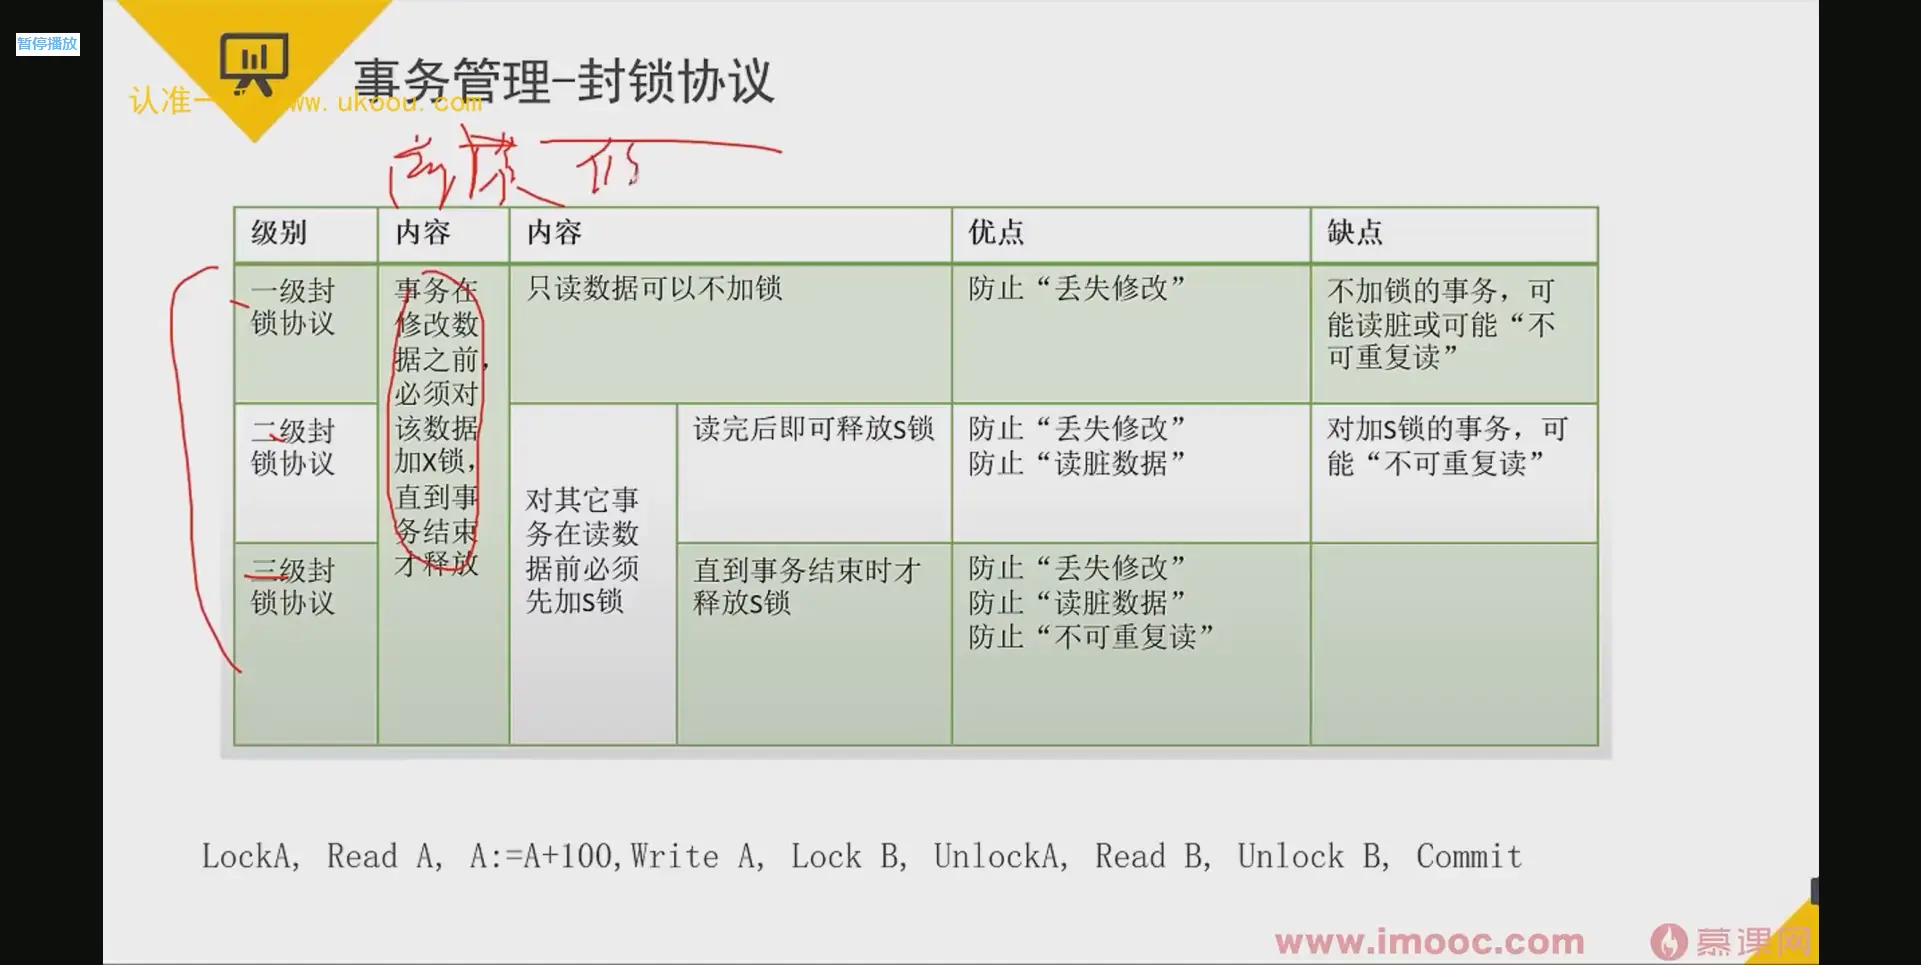 暂停播放
事务管理-封锁协议
认准一
www.ukoou.com
级别
内容
内容
优点
缺点
一级封
锁协议
事务在
修改数
据之前,
必须对
该数据
加X锁,
直到事
务结束
才释放
只读数据可以不加锁
防止“丢失修改”
不加锁的事务,可
能读脏或可能“不
可重复读”
二级封
锁协议
对其它事
务在读数
据前必须
先加S锁
读完后即可释放S锁
防止“丢失修改”
防止“读脏数据”
对加S锁的事务,可
能“不可重复读”
三级封
锁协议
直到事务结束时才
释放S锁
防止“丢失修改”
防止“读脏数据”
防止“不可重复读”
LockA, Read A, A:=A+100,Write A, Lock B, UnlockA, Read B, Unlock B, Commit
www.imooc.com
慕课网